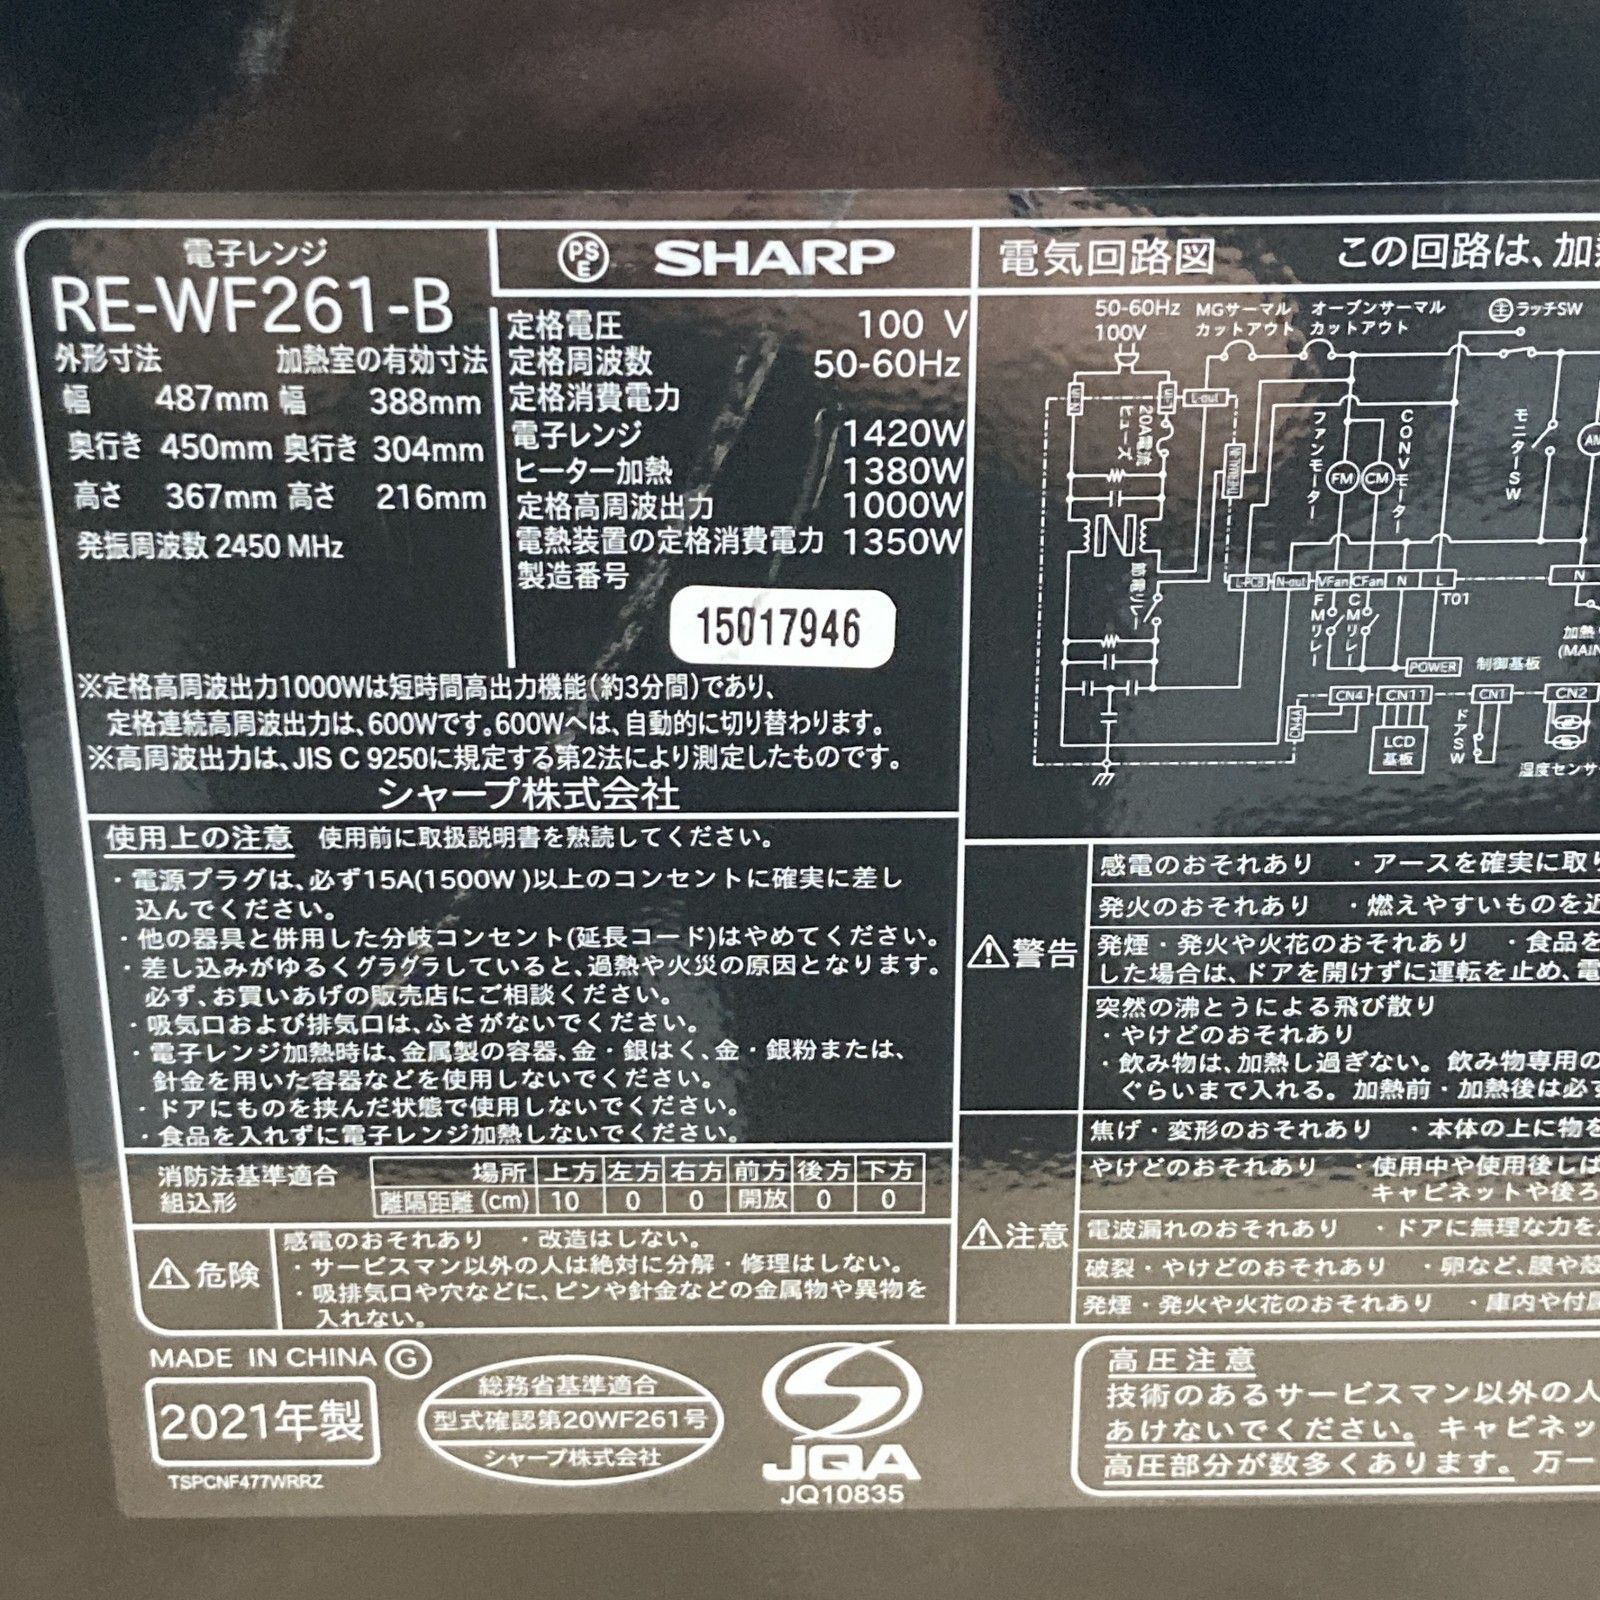 電子レンジ
RE-WF261-B
外形寸法 加熱室の有効寸法
幅 487mm 幅 388mm
奥行き 450mm 奥行き 304mm
高さ 367mm 高さ 216mm
発振周波数 2450 MHz
PSE SHARP
定格電圧 100 V
定格周波数 50-60Hz
定格消費電力
電子レンジ 1420W
ヒーター加熱 1380W
定格高周波出力 1000W
電熱装置の定格消費電力 1350W
製造番号
15017946
※定格高周波出力1000Wは短時間高出力機能(約3分間)であり、
定格連続高周波出力は、600Wです。600Wへは、自動的に切り替わります。
※高周波出力は、JIS C 9250に規定する第2法により測定したものです。
シャープ株式会社
電気回路図 この回路は、加
50-60Hz
100V
MGサーマル
カットアウト
オーブンサーマル
カットアウト
主 ラッチSW
L-out
20A電流
ヒューズ
ファンモーター
CONVモーター
モニターSW
FM
CM
節電リレー
L-PCB
N-out
VFan
CFan
N
L
T01
N
FMリレー
CMリレー
POWER
制御基板
加熱
(MAIN
CN4
CN11
CN1
CN2
LCD
基板
ドアSW
温度センサ
使用上の注意 使用前に取扱説明書を熟読してください。
・電源プラグは、必ず15A(1500W)以上のコンセントに確実に差し
込んでください。
・他の器具と併用した分岐コンセント(延長コード)はやめてください。
・差し込みがゆるくグラグラしていると、過熱や火災の原因となります。
必ず、お買いあげの販売店にご相談ください。
・吸気口および排気口は、ふさがないでください。
・電子レンジ加熱時は、金属製の容器、金・銀はく、金・銀粉または、
針金を用いた容器などを使用しないでください。
・ドアにものを挟んだ状態で使用しないでください。
・食品を入れずに電子レンジ加熱しないでください。
消防法基準適合
組込形
場所 上方 左方 右方 前方 後方 下方
離隔距離(cm) 10 0 0 開放 0 0
危険
感電のおそれあり ・改造はしない。
・サービスマン以外の人は絶対に分解・修理はしない。
・吸排気口や穴などに、ピンや針金などの金属物や異物を
入れない。
警告
感電のおそれあり ・アースを確実に取り
発火のおそれあり ・燃えやすいものを近
発煙・発火や火花のおそれあり ・食品を
した場合は、ドアを開けずに運転を止め、電
突然の沸とうによる飛び散り
・やけどのおそれあり
・飲み物は、加熱し過ぎない。飲み物専用の
ぐらいまで入れる。加熱前・加熱後は必ず
注意
焦げ・変形のおそれあり ・本体の上に物を
やけどのおそれあり ・使用中や使用後しば
キャビネットや後ろ
電波漏れのおそれあり ・ドアに無理な力を
破裂・やけどのおそれあり ・卵など、膜や殻
発煙・発火や火花のおそれあり ・庫内や付属
MADE IN CHINA G
2021年製
TSPCNF477WRRZ
総務省基準適合
型式確認第20WF261号
シャープ株式会社
JQA
JQ10835
高圧注意
技術のあるサービスマン以外の人
あけないでください。キャビネッ
高圧部分が数多くあります。万一